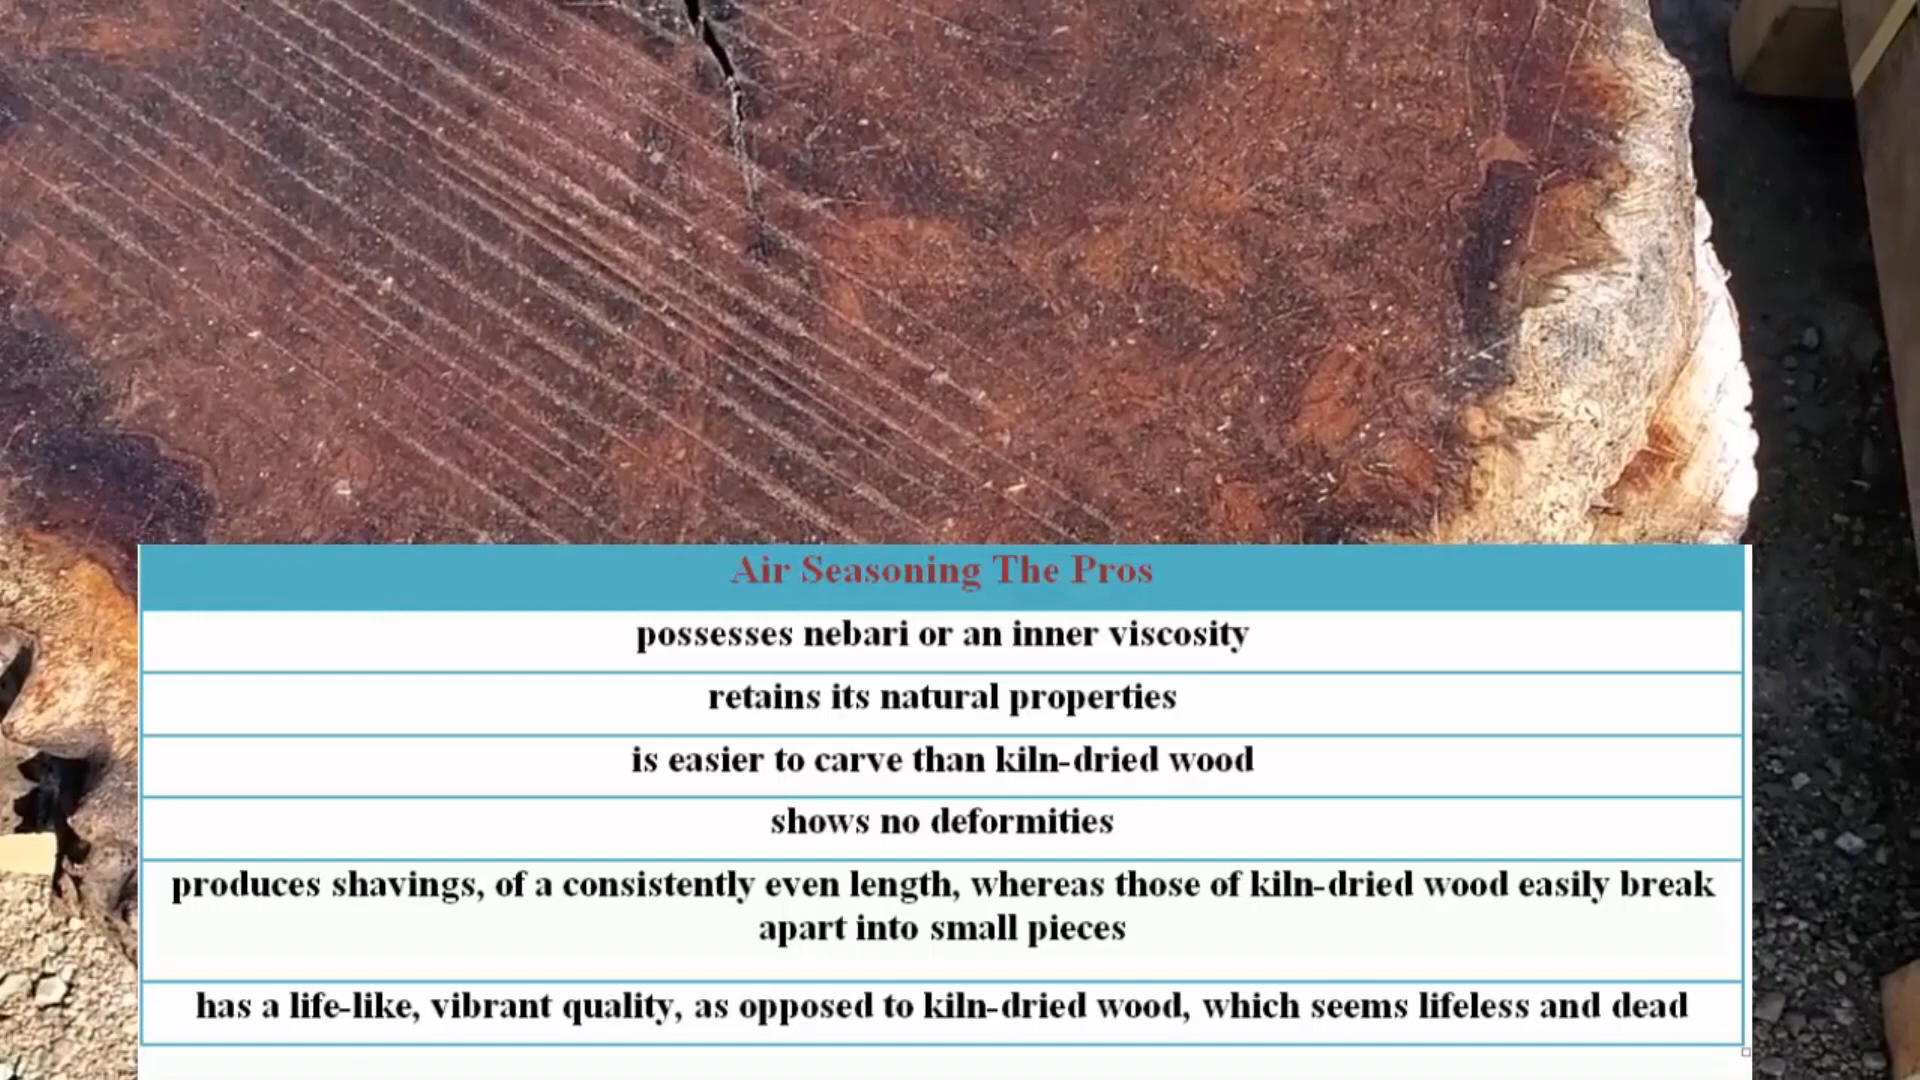 Air Seasoning The Pros
possesses nebari or an inner viscosity
retains its natural properties
is easier to carve than kiln-dried wood
shows no deformities
produces shavings, of a consistently even length, whereas those of kiln-dried wood easily break
apart into small pieces
has a life-like, vibrant quality, as opposed to kiln-dried wood, which seems lifeless and dead